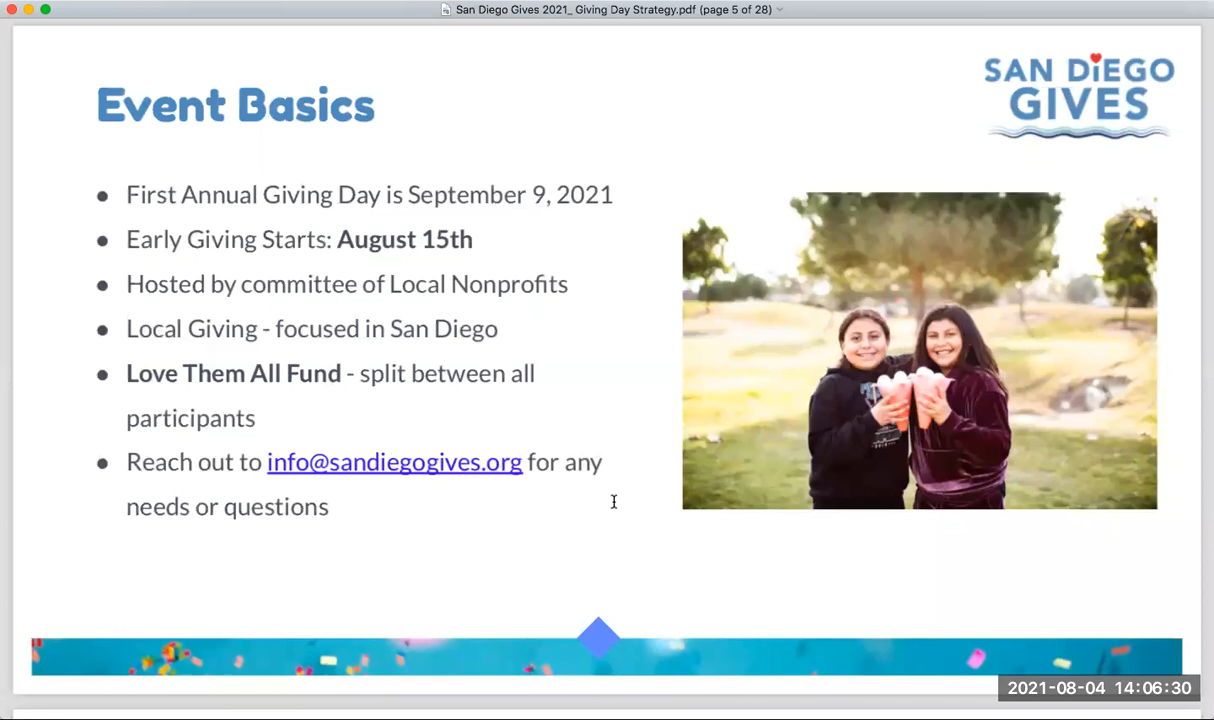 San Diego Gives 2021_ Giving Day Strategy.pdf (page 5 of 28)
SAN DiEGO
GIVES
Event Basics
● First Annual Giving Day is September 9, 2021
● Early Giving Starts: August 15th
● Hosted by committee of Local Nonprofits
● Local Giving - focused in San Diego
● Love Them All Fund - split between all
participants
● Reach out to info@sandiegogives.org for any
needs or questions
2021-08-04 14:06:30